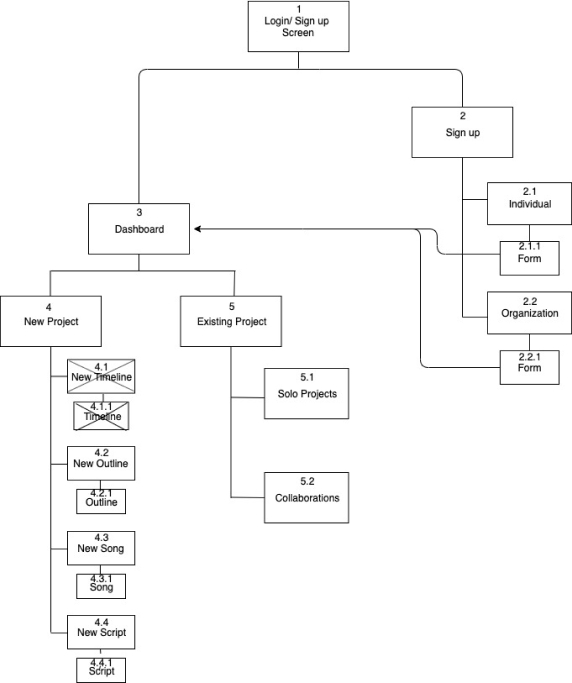 1
Login/ Sign up
Screen
2
Sign up
3
Dashboard
2.1
Individual
2.1.1
Form
2.2
Organization
2.2.1
Form
4
New Project
5
Existing Project
4.1
New Timeline
4.1.1
Timeline
4.2
New Outline
4.2.1
Outline
4.3
New Song
4.3.1
Song
4.4
New Script
4.4.1
Script
5.1
Solo Projects
5.2
Collaborations